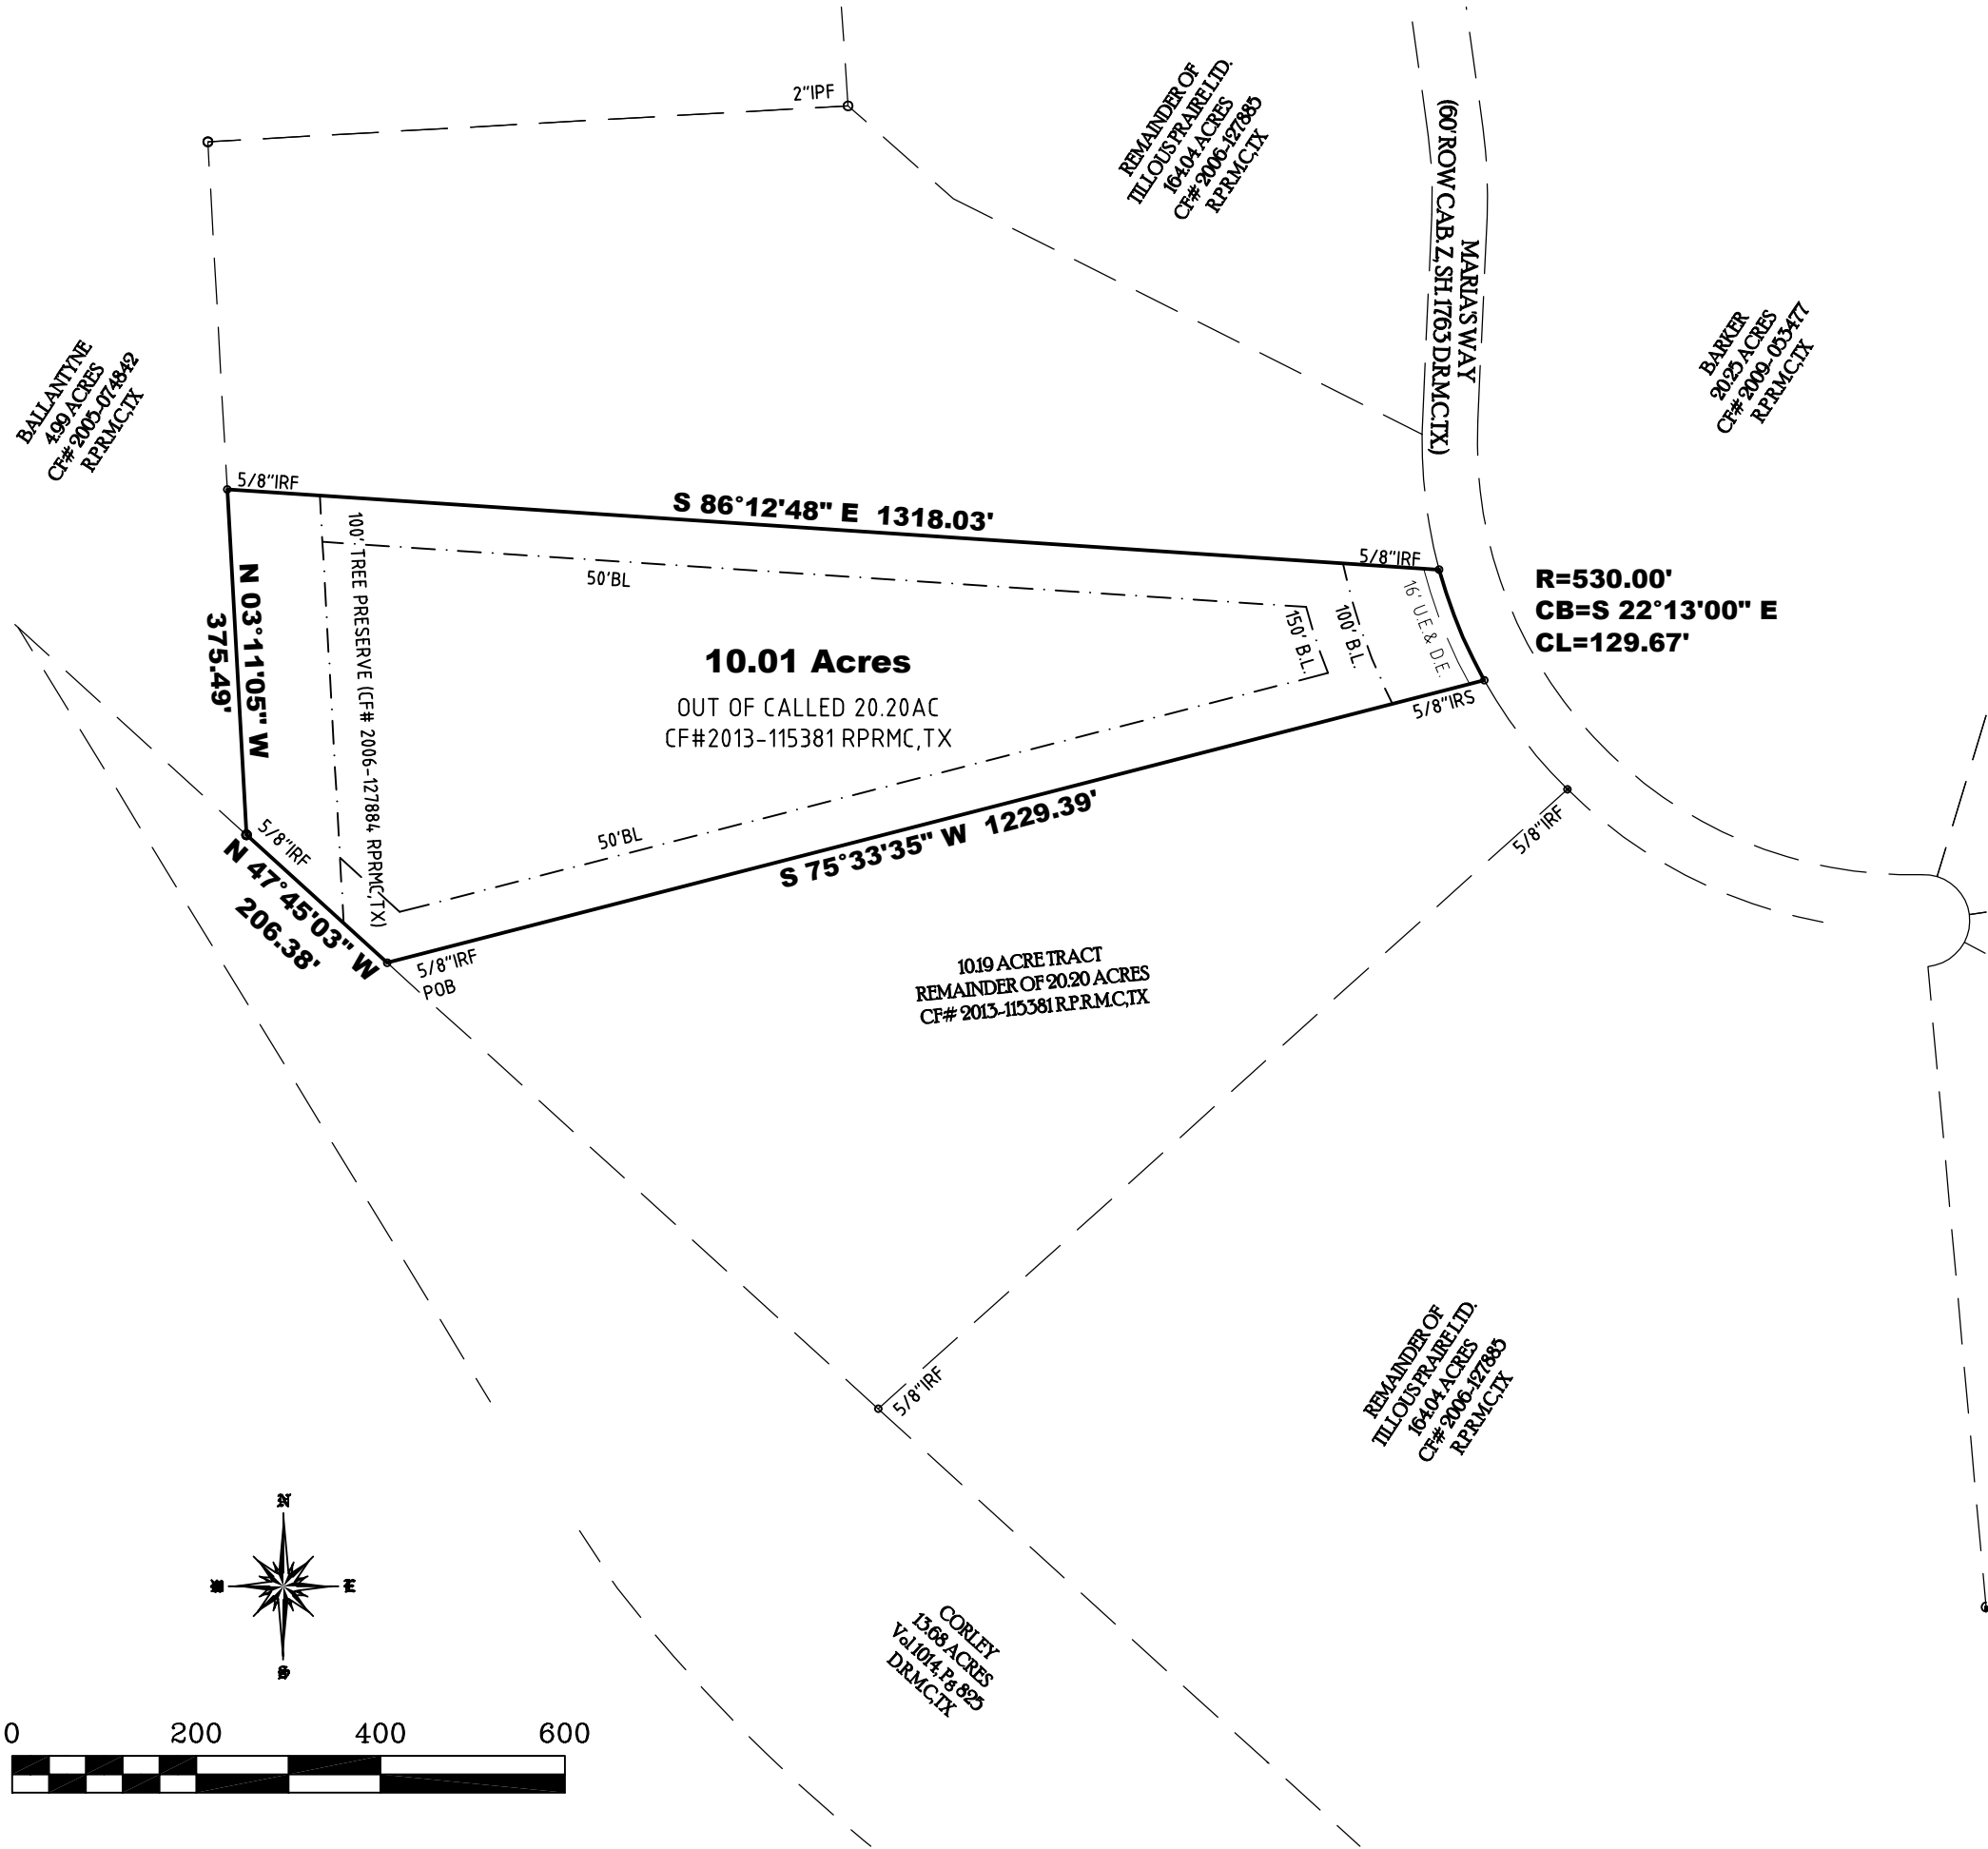 2"IPF
REMAINDER OF
TILLOUS PRAIRE LTD.
164.04 ACRES
CF# 2006-127885
R.P.R.M.C.,TX
MARIA'S WAY
(60' ROW CAB. Z, SH. 1763 D.R.M.C.TX.)
BARKER
20.25 ACRES
CF# 2009-053477
R.P.R.M.C.,TX
BALLANTYNE
4.99 ACRES
CF# 2005-074842
R.P.R.M.C.,TX
5/8"IRF
S 86°12'48" E 1318.03'
5/8"IRF
N 03°11'05" W
375.49'
100' TREE PRESERVE (CF# 2006-127884 RPRMC,TX)
50'BL
150' B.L.
100' B.L.
16' U.E.& D.E.
R=530.00'
CB=S 22°13'00" E
CL=129.67'
10.01 Acres
OUT OF CALLED 20.20AC
CF#2013-115381 RPRMC,TX
5/8"IRS
50'BL
S 75°33'35" W 1229.39'
5/8"IRF
5/8"IRF
N 47°45'03" W
206.38'
5/8"IRF
POB
10.19 ACRE TRACT
REMAINDER OF 20.20 ACRES
CF# 2013-115381 R.P.R.M.C,TX
5/8"IRF
REMAINDER OF
TILLOUS PRAIRE LTD.
164.04 ACRES
CF# 2006-127885
R.P.R.M.C.,TX
CORLEY
13.68 ACRES
Vol 1014, Pg 825
D.R.M.C,TX
N
W
E
S
0 200 400 600